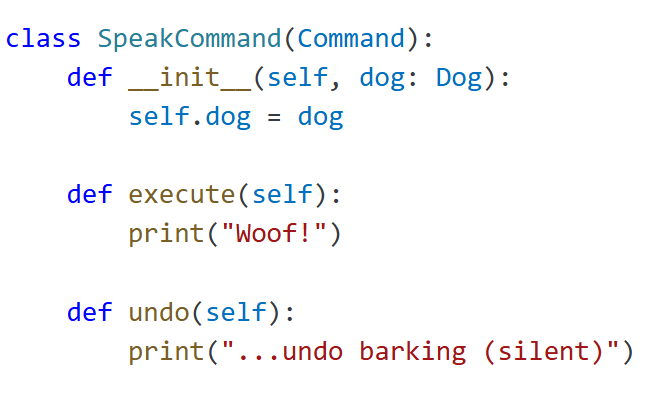 class SpeakCommand(Command):
    def __init__(self, dog: Dog):
        self.dog = dog

    def execute(self):
        print("Woof!")

    def undo(self):
        print("...undo barking (silent)")